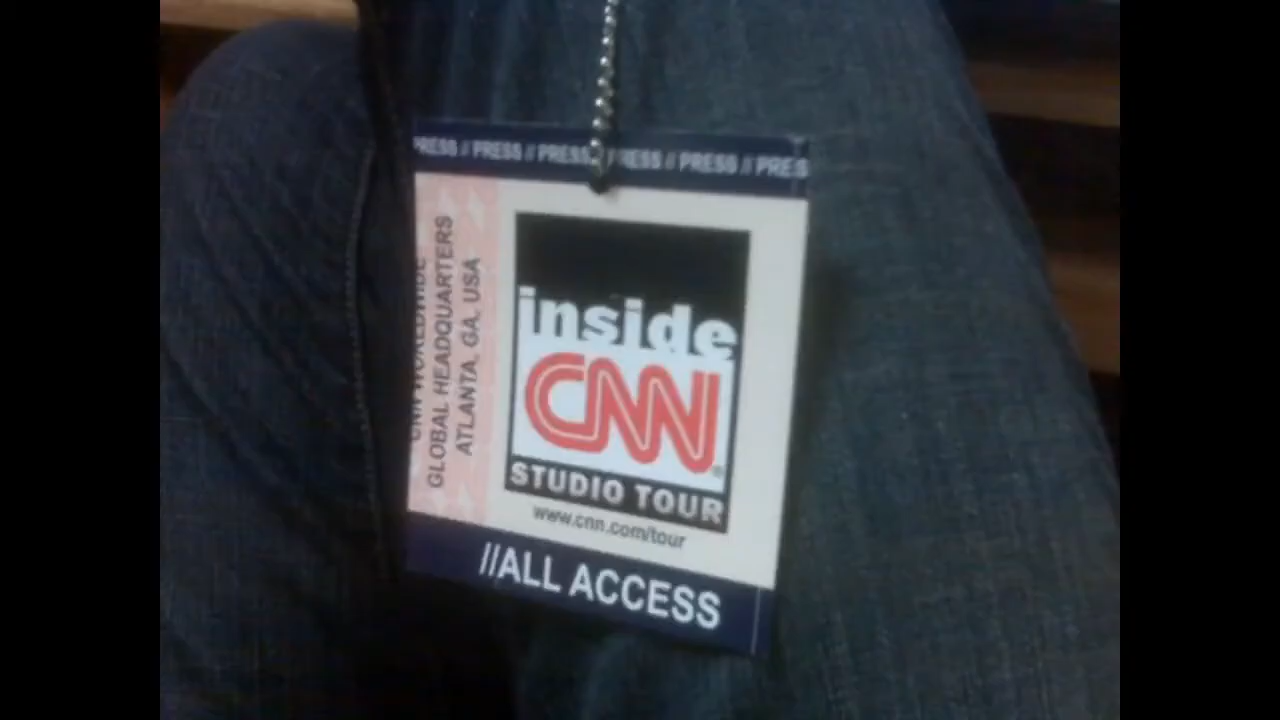 PRESS // PRESS // PRESS PRESS // PRESS // PRESS
CNN WORLDWIDE
GLOBAL HEADQUARTERS
ATLANTA, GA, USA
inside
CNN
STUDIO TOUR
www.cnn.com/tour
//ALL ACCESS